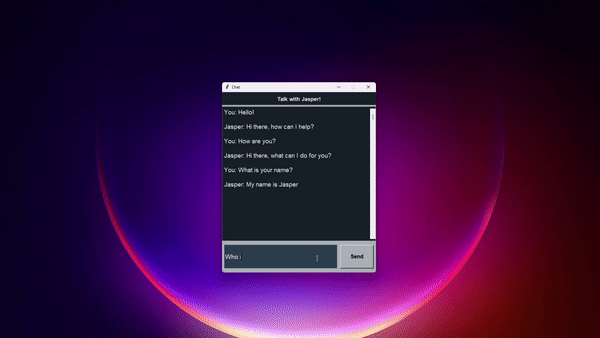 Chat
Talk with Jasper!
You: Hello!
Jasper: Hi there, how can I help?
You: How are you?
Jasper: Hi there, what can I do for you?
You: What is your name?
Jasper: My name is Jasper
Who i
Send